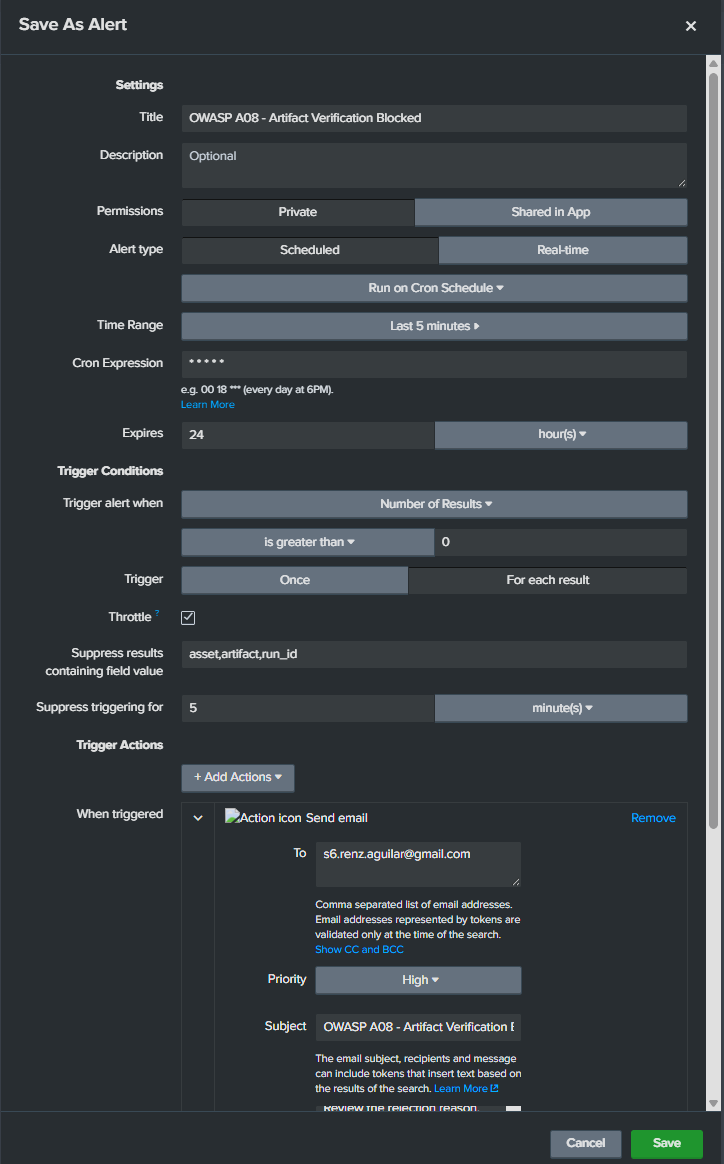 Save As Alert
Settings
Title OWASP A08 - Artifact Verification Blocked
Description Optional
Permissions Private Shared in App
Alert type Scheduled Real-time
Run on Cron Schedule
Time Range Last 5 minutes
Cron Expression * * * * *
e.g. 00 18 *** (every day at 6PM).
Learn More
Expires 24 hour(s)
Trigger Conditions
Trigger alert when Number of Results
is greater than 0
Trigger Once For each result
Throttle ?
Suppress results
containing field value
asset,artifact,run_id
Suppress triggering for 5 minute(s)
Trigger Actions
+ Add Actions
When triggered Action icon Send email Remove
To s6.renz.aguilar@gmail.com
Comma separated list of email addresses.
Email addresses represented by tokens are
validated only at the time of the search.
Show CC and BCC
Priority High
Subject OWASP A08 - Artifact Verification
The email subject, recipients and message
can include tokens that insert text based on
the results of the search. Learn More
Review the rejection reason,
Cancel Save